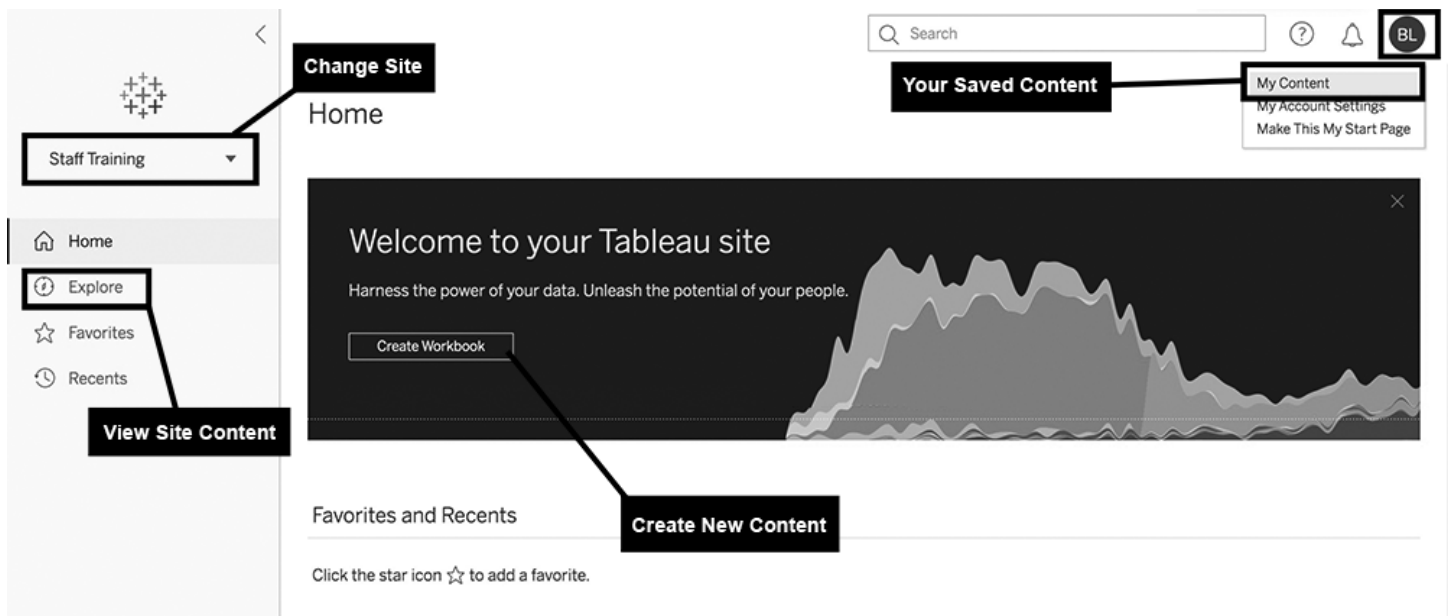 Search
BL
Change Site
Your Saved Content
My Content
My Account Settings
Make This My Start Page
Home
Staff Training
Home
Explore
Favorites
Recents
View Site Content
Welcome to your Tableau site
Harness the power of your data. Unleash the potential of your people.
Create Workbook
Create New Content
Favorites and Recents
Click the star icon ☆ to add a favorite.